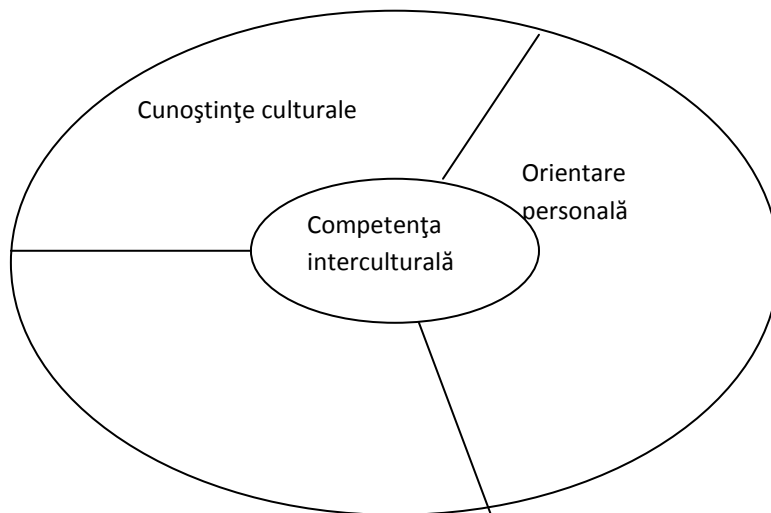 Cunoştinţe culturale
Orientare
personală
Competenţa
interculturală